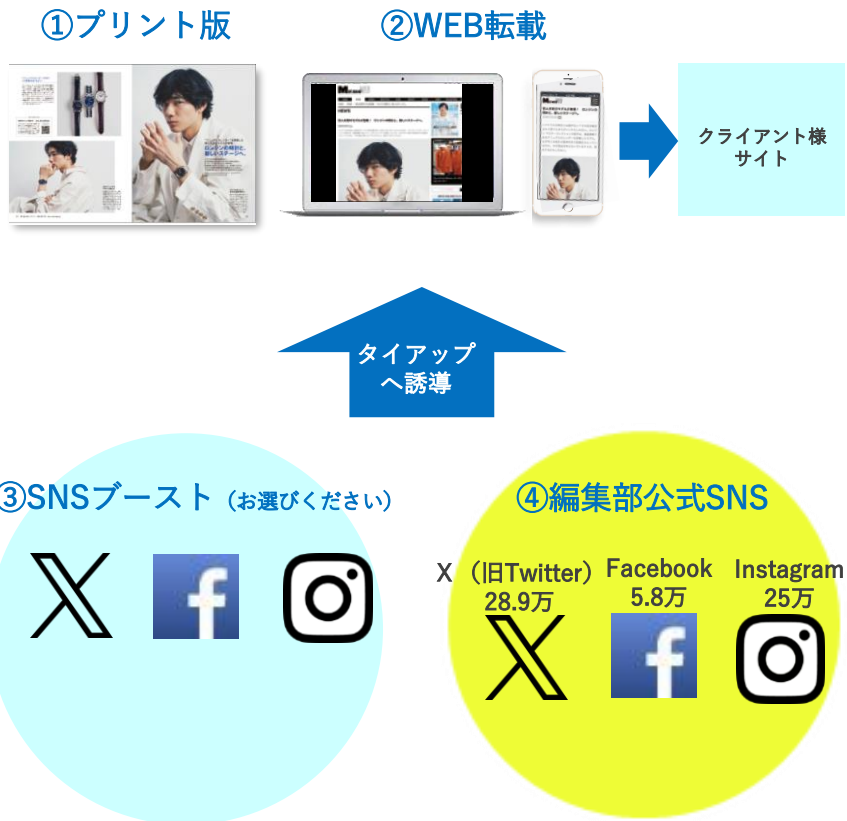 ①プリント版
②WEB転載
クライアント様
サイト
タイアップ
へ誘導
③SNSブースト（お選びください）
④編集部公式SNS
X （旧Twitter）
28.9万
Facebook
5.8万
Instagram
25万